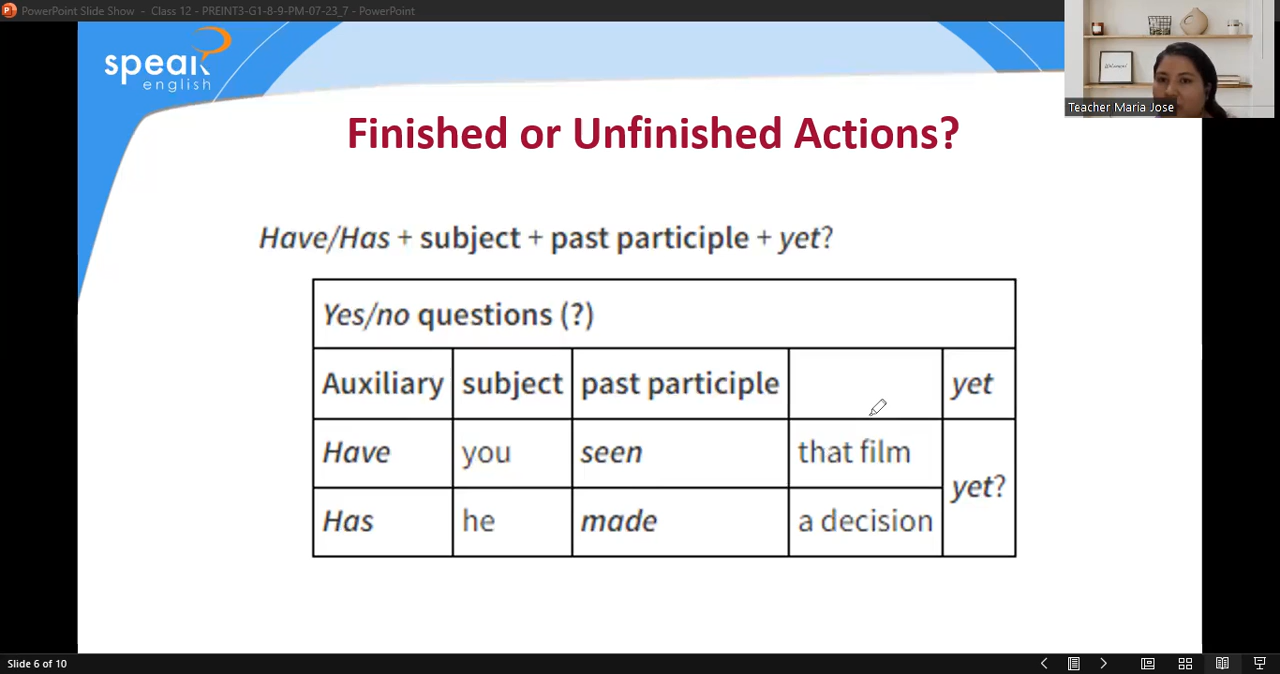 PowerPoint Slide Show - Class 12 - PREINT3-G1-8-9-PM-07-23_7 - PowerPoint
speak
english
Teacher Maria Jose
Finished or Unfinished Actions?
Have/Has + subject + past participle + yet?
Yes/no questions (?)
Auxiliary subject past participle yet
Have you seen that film
yet?
Has he made a decision
Slide 6 of 10